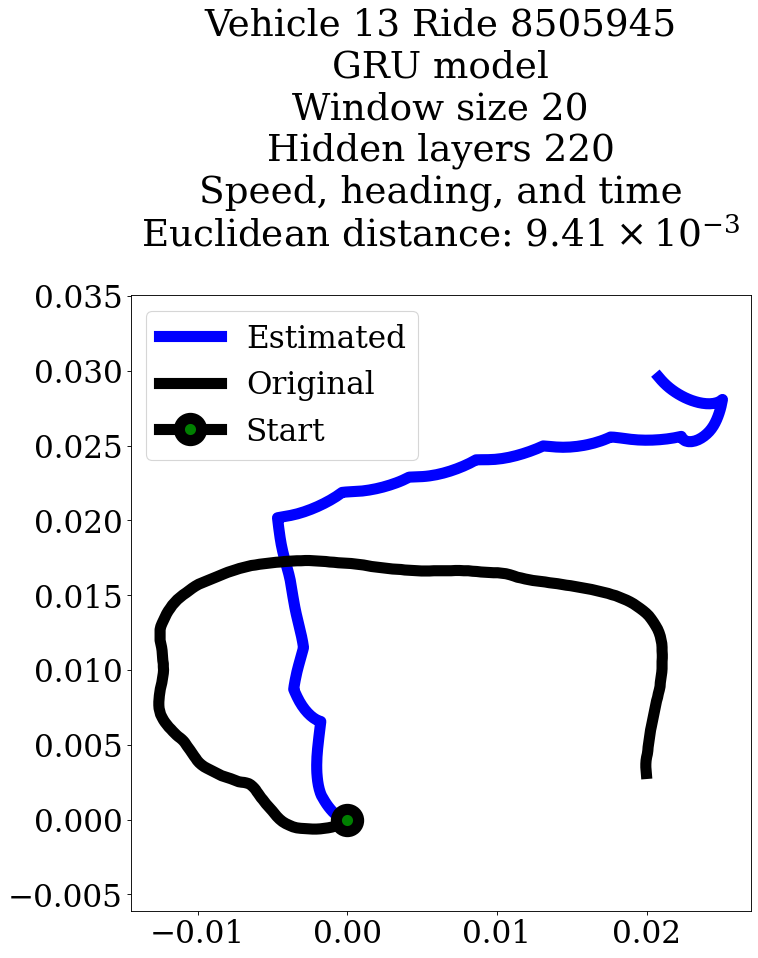 Vehicle 13 Ride 8505945
GRU model
Window size 20
Hidden layers 220
Speed, heading, and time
Euclidean distance: 9.41 × 10⁻³
0.035
0.030
0.025
0.020
0.015
0.010
0.005
0.000
−0.005
Estimated
Original
Start
−0.01 0.00 0.01 0.02